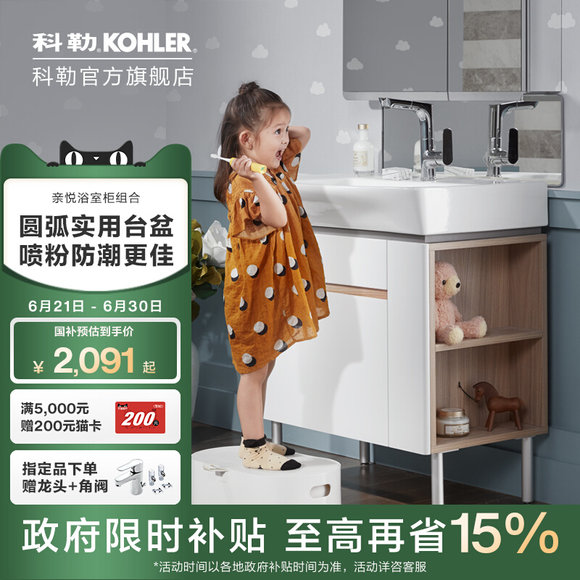 科勒 KOHLER
科勒官方旗舰店
亲悦浴室柜组合
圆弧实用台盆
喷粉防潮更佳
6月21日 - 6月30日
国补预估到手价
¥ 2,091 起
满5,000元
赠200元猫卡
200元
指定品下单
赠龙头+角阀
政府限时补贴 至高再省15%
*活动时间以各地政府补贴时间为准，活动详咨客服